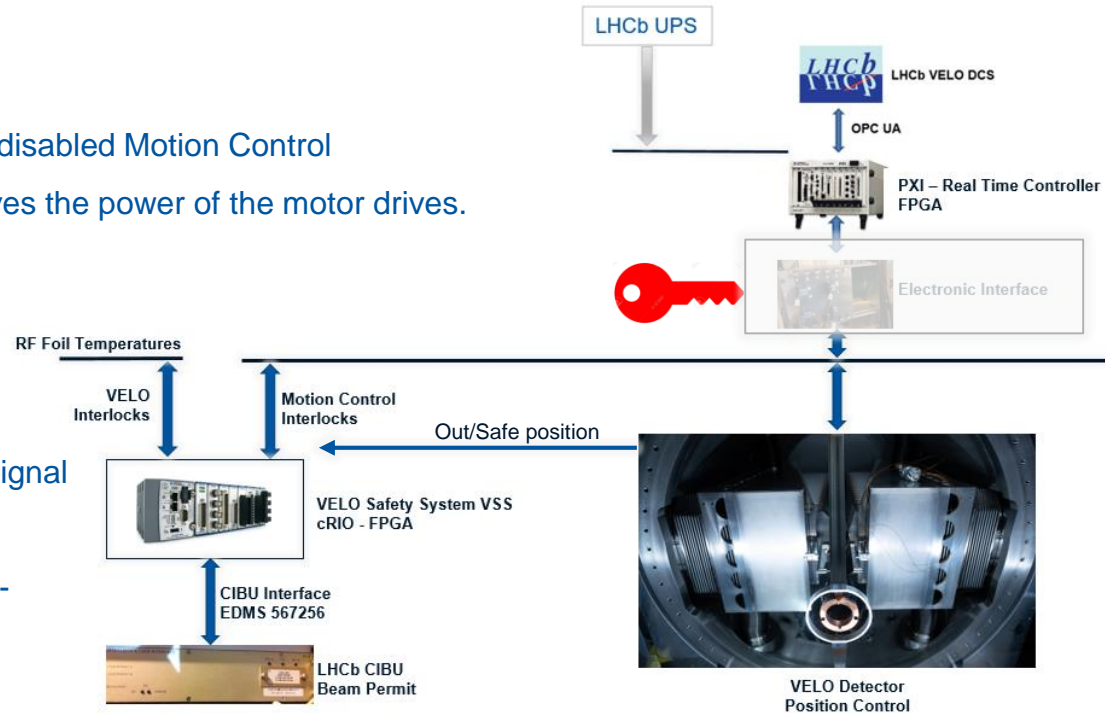 LHCb UPS
LHCb
LHCb VELO DCS
OPC UA
disabled Motion Control
ves the power of the motor drives.
PXI – Real Time Controller
FPGA
Electronic Interface
RF Foil Temperatures
VELO
Interlocks
Motion Control
Interlocks
Out/Safe position
ignal
VELO Safety System VSS
cRIO - FPGA
-
CIBU Interface
EDMS 567256
LHCb CIBU
Beam Permit
VELO Detector
Position Control